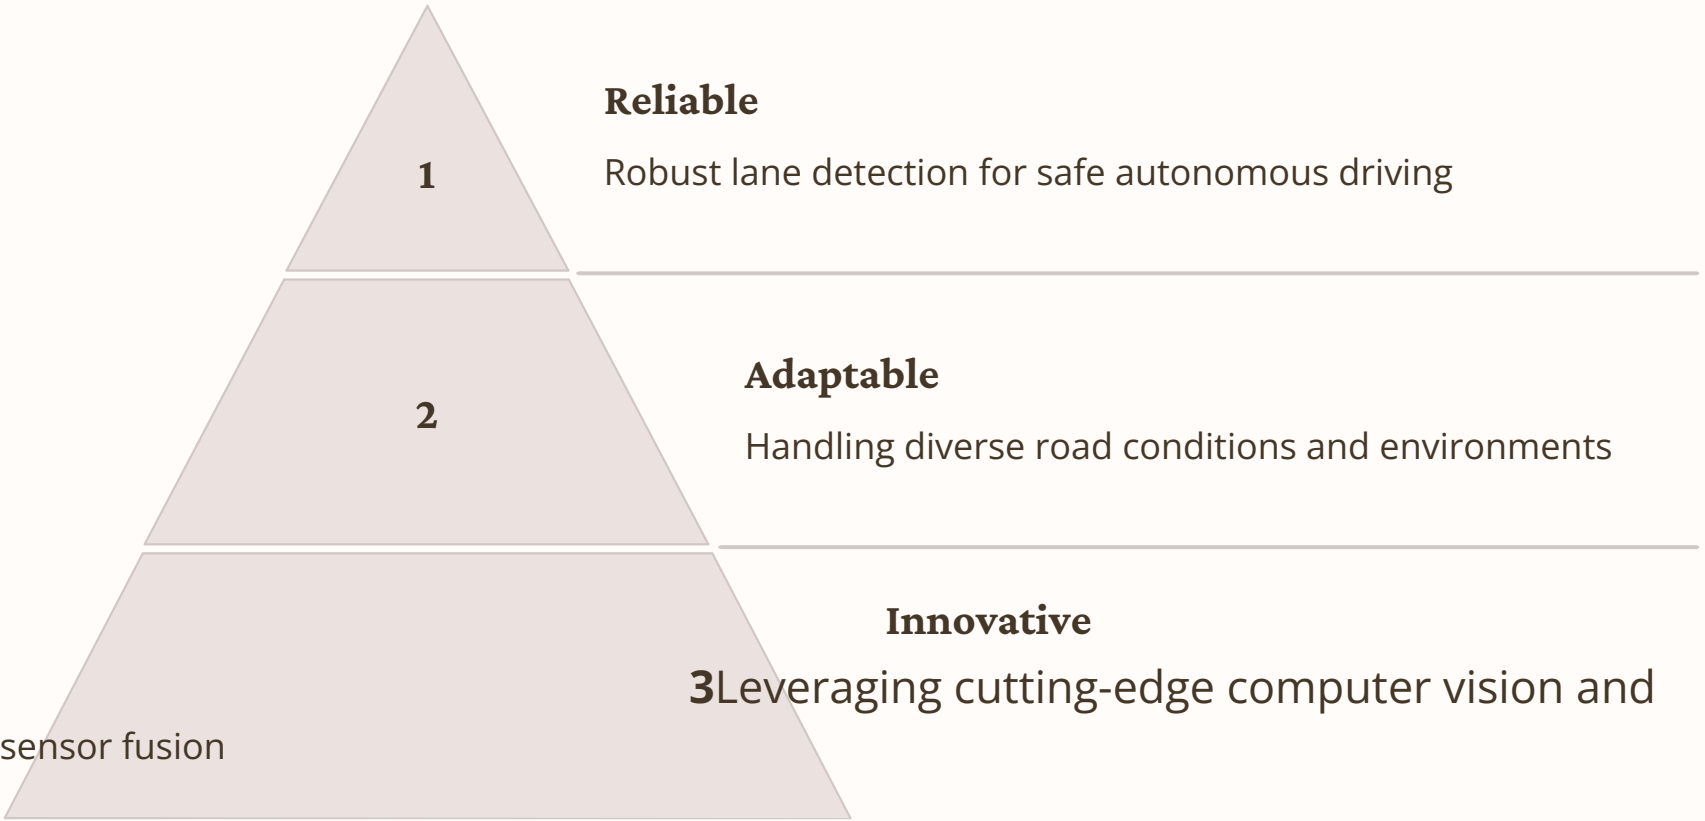 Reliable
1
Robust lane detection for safe autonomous driving
Adaptable
2
Handling diverse road conditions and environments
Innovative
3Leveraging cutting-edge computer vision and
sensor fusion